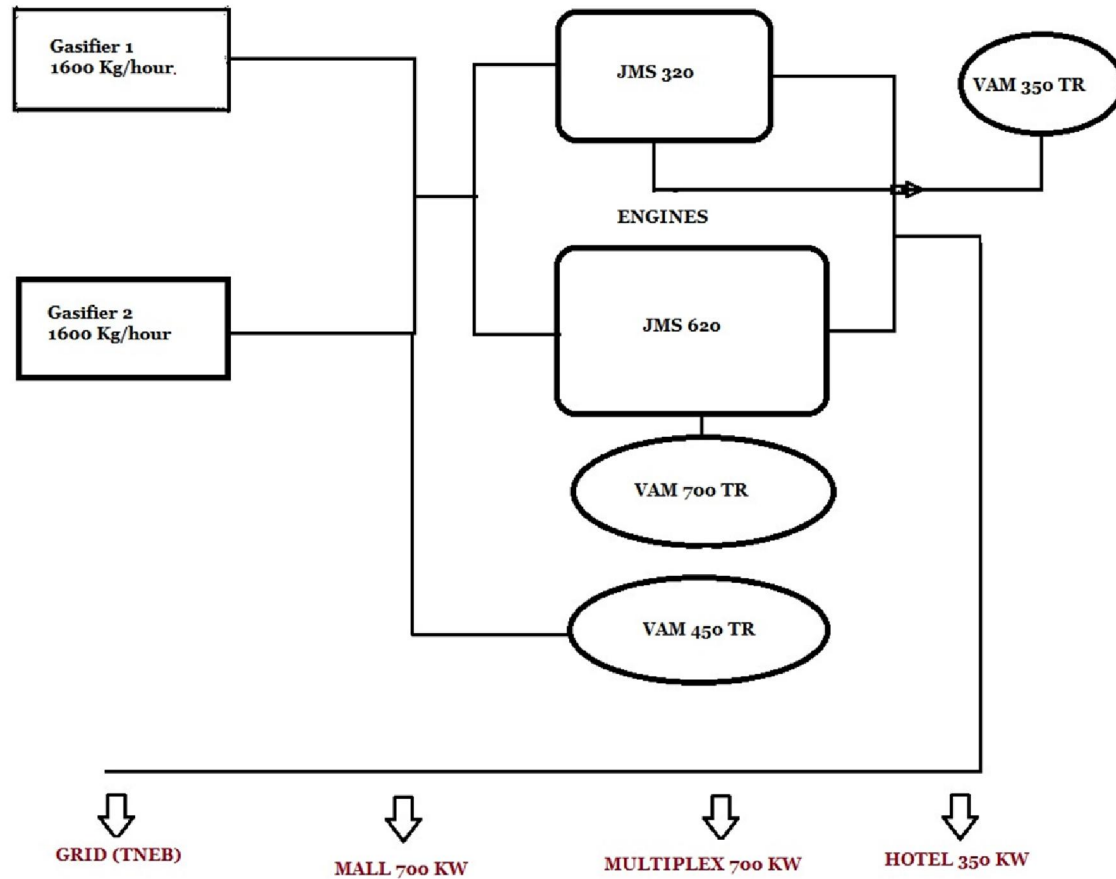 Gasifier 1
1600 Kg/hour.
JMS 320
VAM 350 TR
ENGINES
Gasifier 2
1600 Kg/hour
JMS 620
VAM 700 TR
VAM 450 TR
GRID (TNEB)
MALL 700 KW
MULTIPLEX 700 KW
HOTEL 350 KW